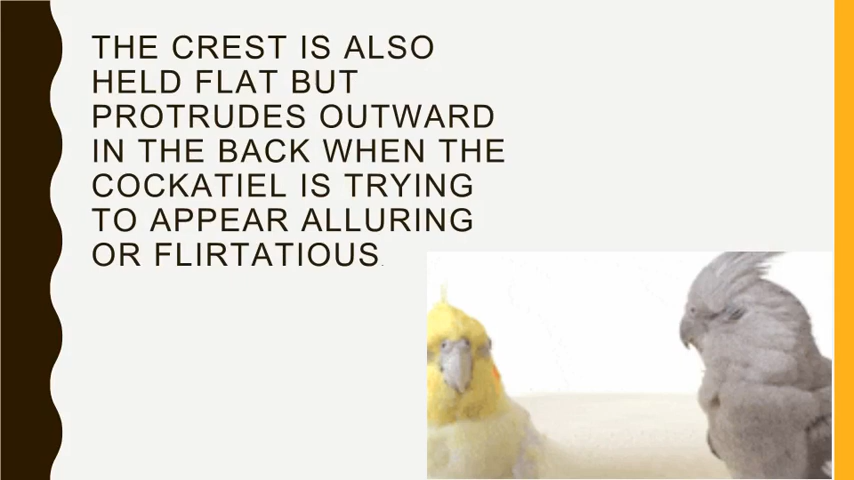 THE CREST IS ALSO
HELD FLAT BUT
PROTRUDES OUTWARD
IN THE BACK WHEN THE
COCKATIEL IS TRYING
TO APPEAR ALLURING
OR FLIRTATIOUS.